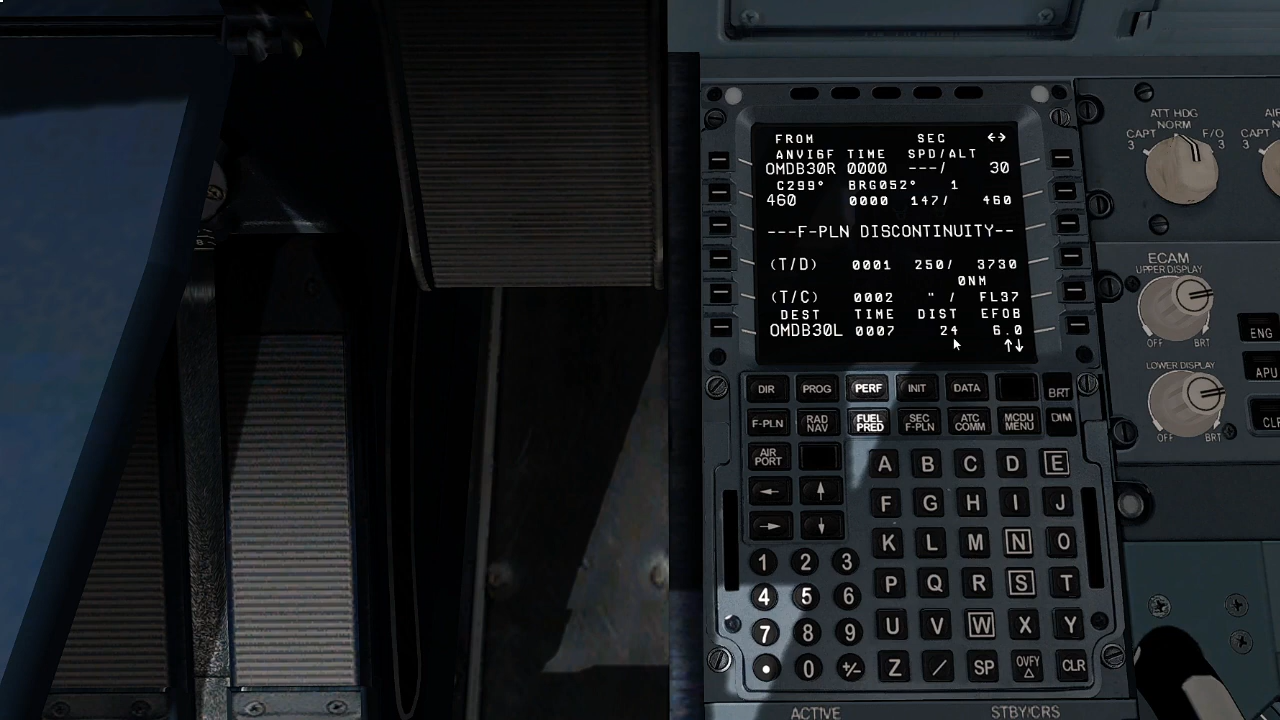 FROM SEC ↔
ANVI6F TIME SPD/ALT
OMDB30R 0000 ---/ 30
C299° BRG052° 1
460 0000 147/ 460
---F-PLN DISCONTINUITY--
(T/D) 0001 250/ 3730
0NM
(T/C) 0002 " / FL37
DEST TIME DIST EFOB
OMDB30L 0007 24 6.0
↑↓
DIR PROG PERF INIT DATA BRT
F-PLN RAD NAV FUEL PRED SEC F-PLN ATC COMM MCDU MENU DIM
AIR PORT
← ↑
→ ↓
A B C D E
F G H I J
K L M N O
P Q R S T
U V W X Y
Z / SP OVFY △ CLR
1 2 3
4 5 6
7 8 9
• 0 +/-
ACTIVE STBY/CRS
ATT HDG
CAPT 3 NORM F/O 3
AIR
CAPT 3
ECAM
UPPER DISPLAY
OFF BRT
LOWER DISPLAY
OFF BRT
ENG
APU
CLR